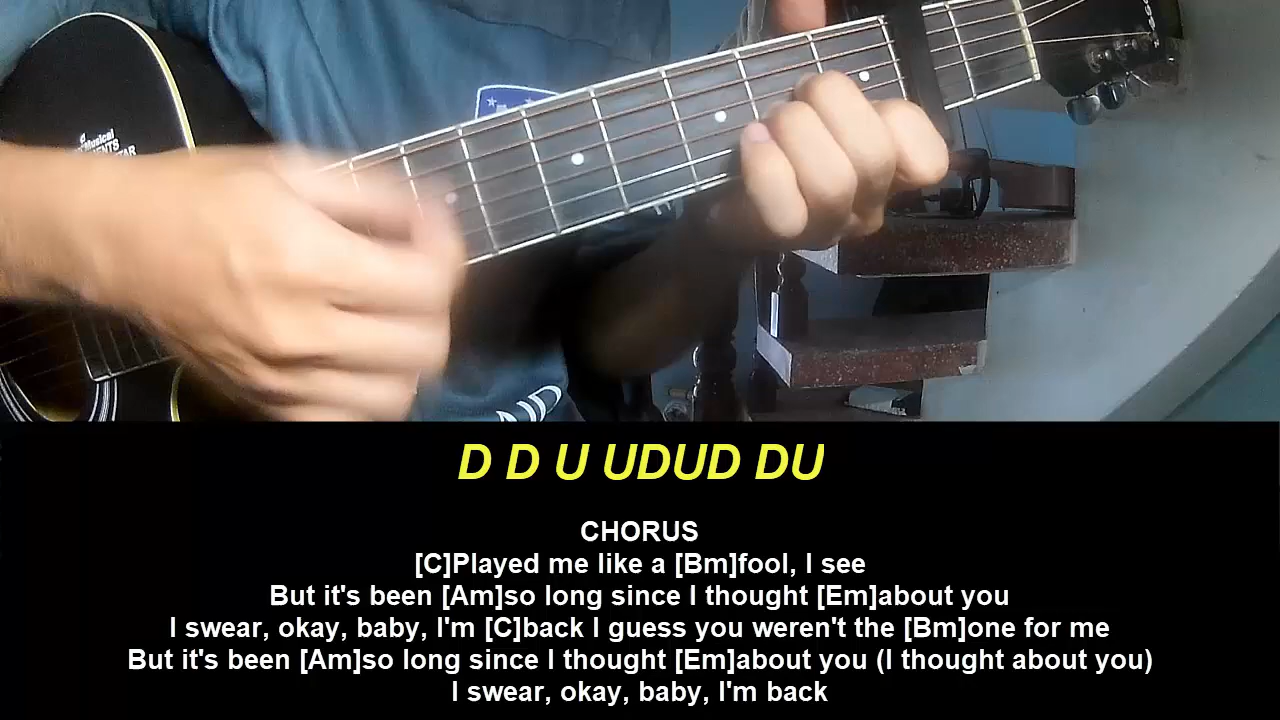 Musical
D D U UDUD DU
CHORUS
[C]Played me like a [Bm]fool, I see
But it's been [Am]so long since I thought [Em]about you
I swear, okay, baby, I'm [C]back I guess you weren't the [Bm]one for me
But it's been [Am]so long since I thought [Em]about you (I thought about you)
I swear, okay, baby, I'm back